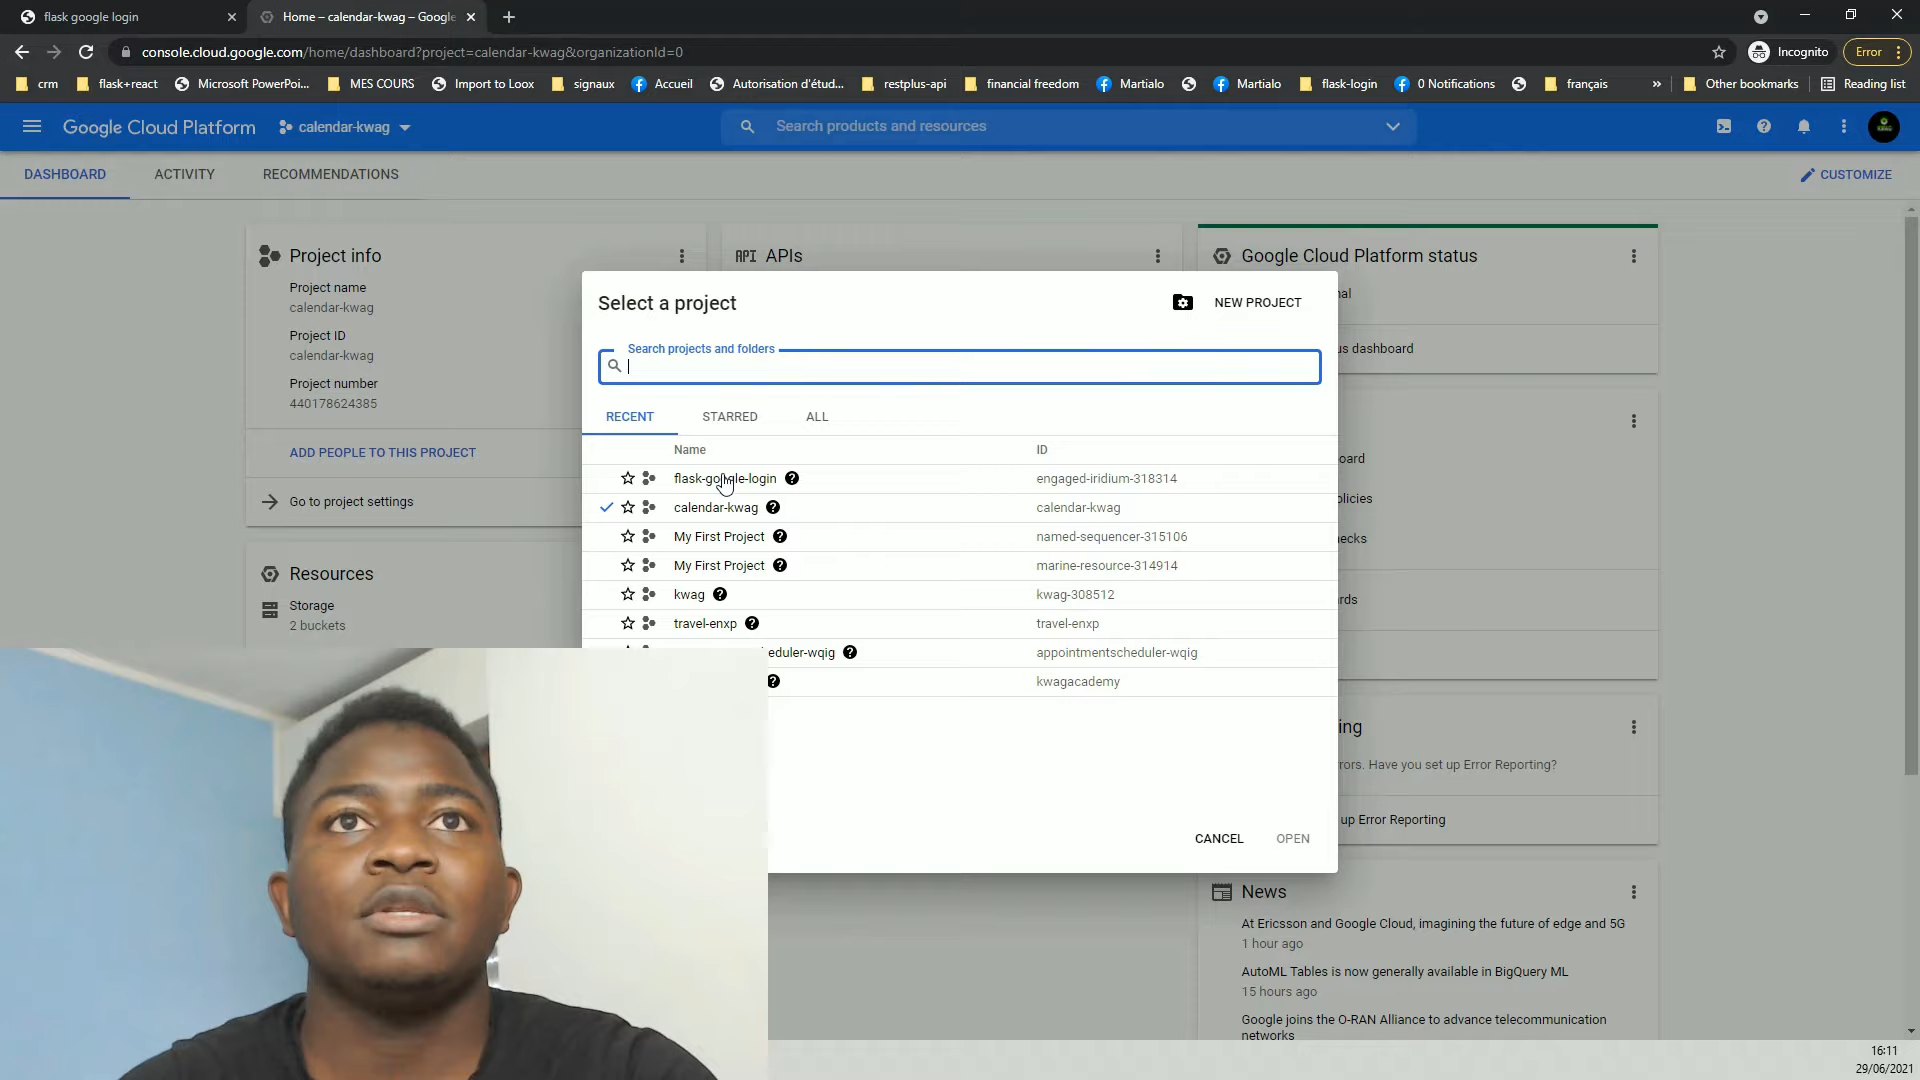 flask google login
Home – calendar-kwag – Google
console.cloud.google.com/home/dashboard?project=calendar-kwag&organizationId=0
Incognito
Error
crm
flask+react
Microsoft PowerPoi...
MES COURS
Import to Loox
signaux
Accueil
Autorisation d'étud...
restplus-api
financial freedom
Martialo
Martialo
flask-login
0 Notifications
français
»
Other bookmarks
Reading list
Google Cloud Platform
calendar-kwag
Search products and resources
DASHBOARD
ACTIVITY
RECOMMENDATIONS
CUSTOMIZE
Project info
Project name
calendar-kwag
Project ID
calendar-kwag
Project number
440178624385
ADD PEOPLE TO THIS PROJECT
Go to project settings
Resources
Storage
2 buckets
API APIs
Select a project
NEW PROJECT
Search projects and folders
RECENT
STARRED
ALL
Name ID
flask-google-login engaged-iridium-318314
calendar-kwag calendar-kwag
My First Project named-sequencer-315106
My First Project marine-resource-314914
kwag kwag-308512
travel-enxp travel-enxp
eduler-wqig appointmentscheduler-wqig
kwagacademy
CANCEL
OPEN
Google Cloud Platform status
nal
us dashboard
oard
olicies
ecks
ards
ing
rors. Have you set up Error Reporting?
up Error Reporting
News
At Ericsson and Google Cloud, imagining the future of edge and 5G
1 hour ago
AutoML Tables is now generally available in BigQuery ML
15 hours ago
Google joins the O-RAN Alliance to advance telecommunication
networks
16:11
29/06/2021